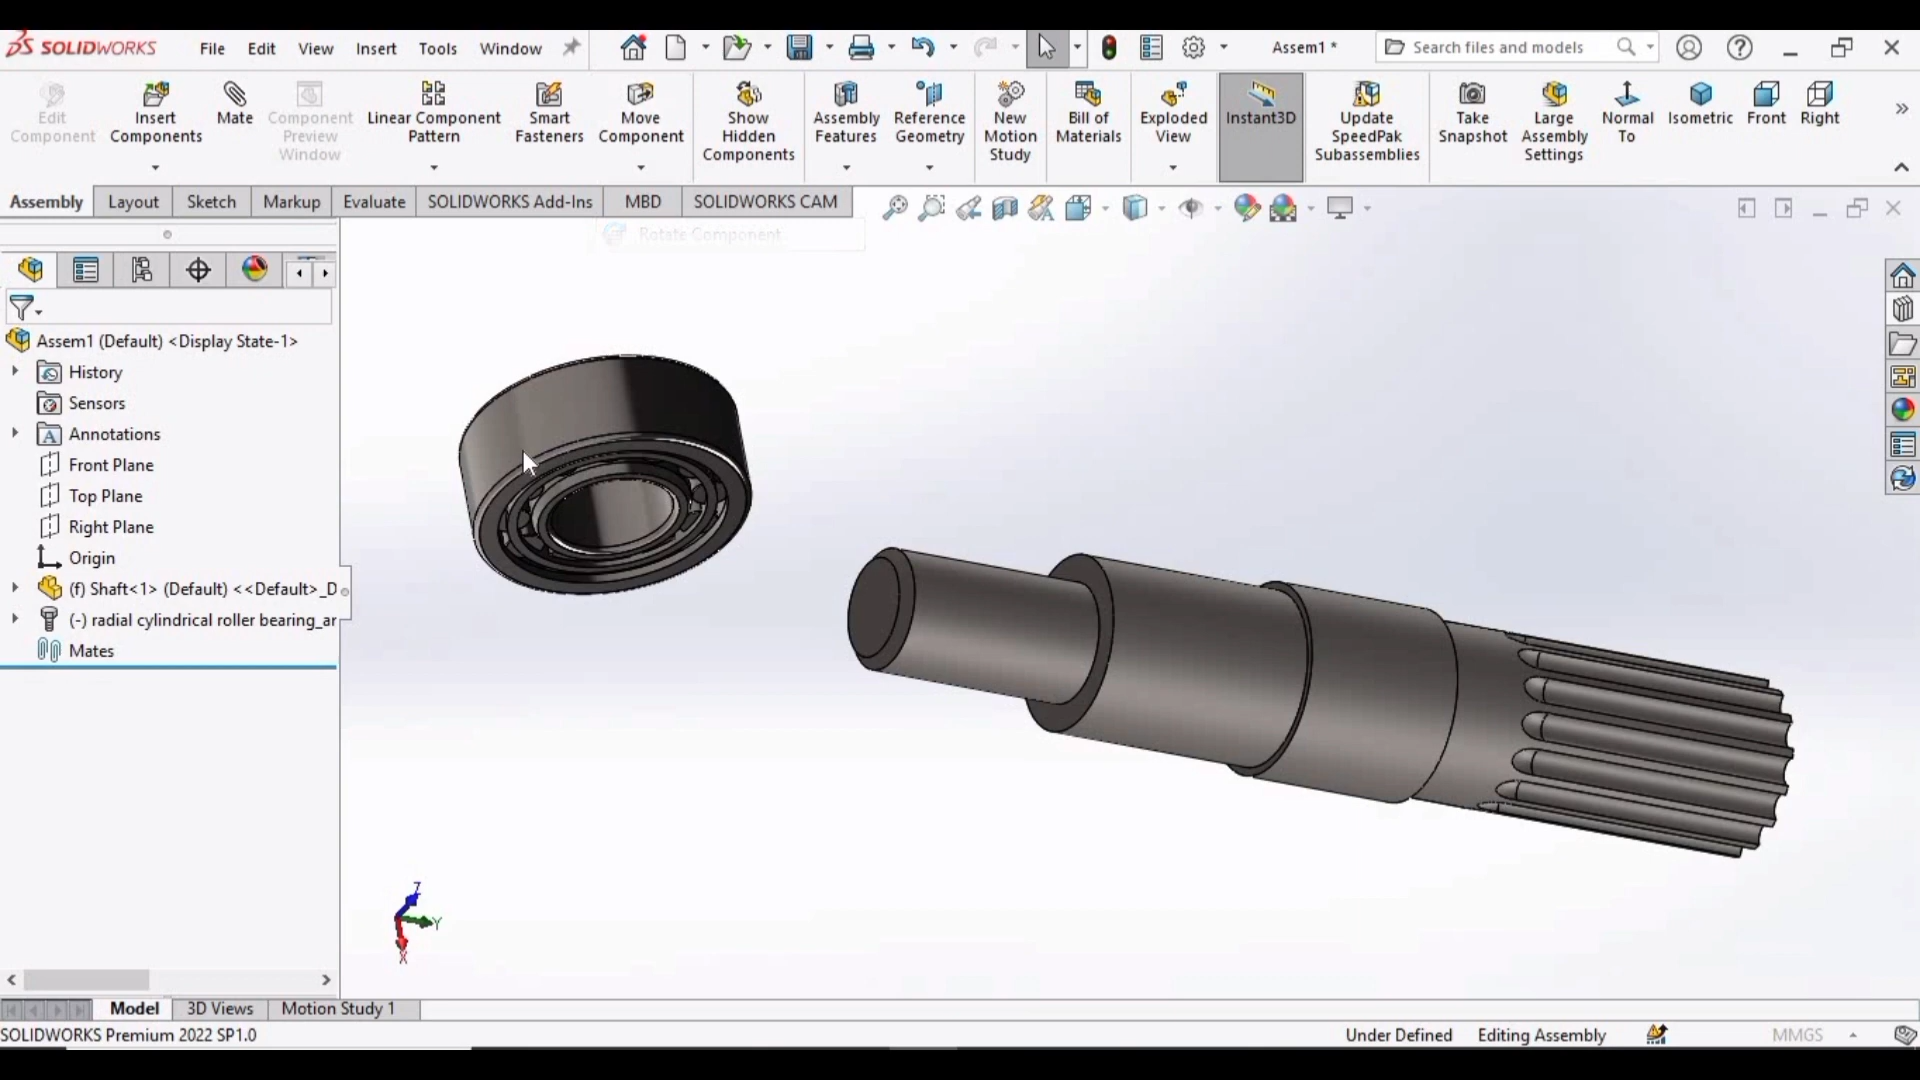 SOLIDWORKS File Edit View Insert Tools Window Assem1 * Search files and models
Edit Component
Insert Components
Mate
Component Preview Window
Linear Component Pattern
Smart Fasteners
Move Component
Show Hidden Components
Assembly Features
Reference Geometry
New Motion Study
Bill of Materials
Exploded View
Instant3D
Update SpeedPak Subassemblies
Take Snapshot
Large Assembly Settings
Normal To
Isometric
Front
Right
Assembly Layout Sketch Markup Evaluate SOLIDWORKS Add-Ins MBD SOLIDWORKS CAM
Rotate Component
Assem1 (Default) <Display State-1>
History
Sensors
Annotations
Front Plane
Top Plane
Right Plane
Origin
(f) Shaft<1> (Default) <<Default>_D
(-) radial cylindrical roller bearing_ar
Mates
Z
Y
X
Model 3D Views Motion Study 1
SOLIDWORKS Premium 2022 SP1.0 Under Defined Editing Assembly MMGS